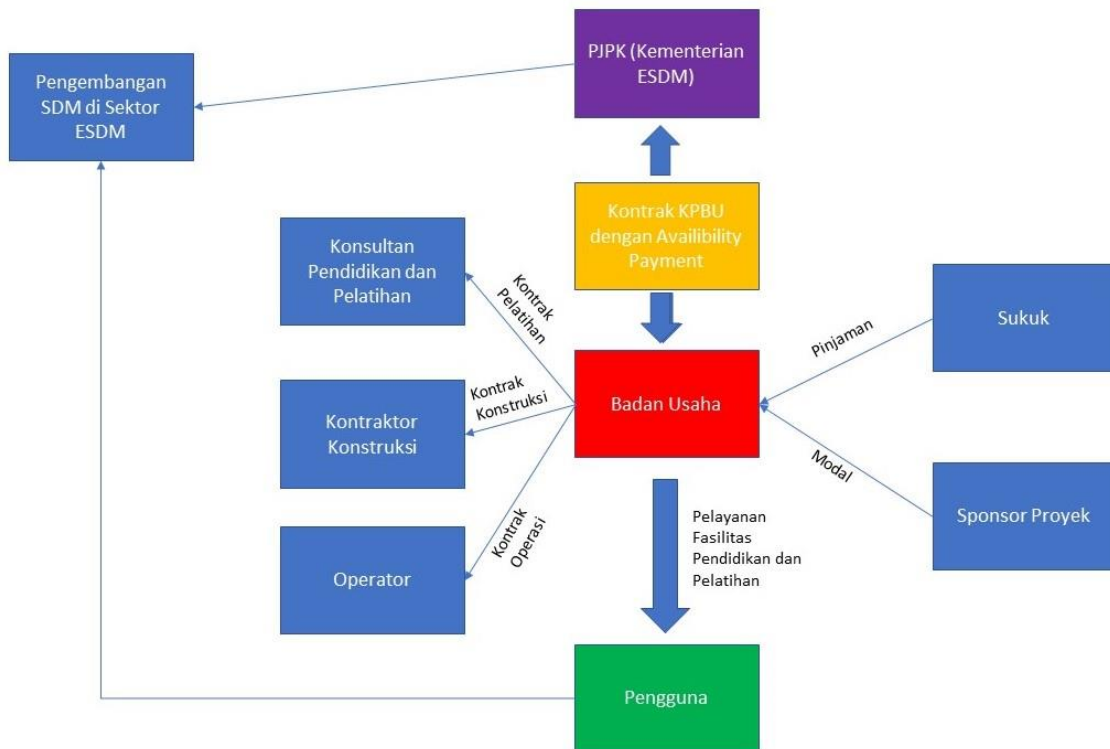 PJPK (Kementerian
ESDM)
Pengembangan
SDM di Sektor
ESDM
Kontrak KPBU
dengan Availibility
Payment
Konsultan
Pendidikan dan
Pelatihan
Kontrak
Pelatihan
Sukuk
Pinjaman
Badan Usaha
Kontrak
Konstruksi
Kontraktor
Konstruksi
Modal
Sponsor Proyek
Kontrak
Operasi
Operator
Pelayanan
Fasilitas
Pendidikan dan
Pelatihan
Pengguna